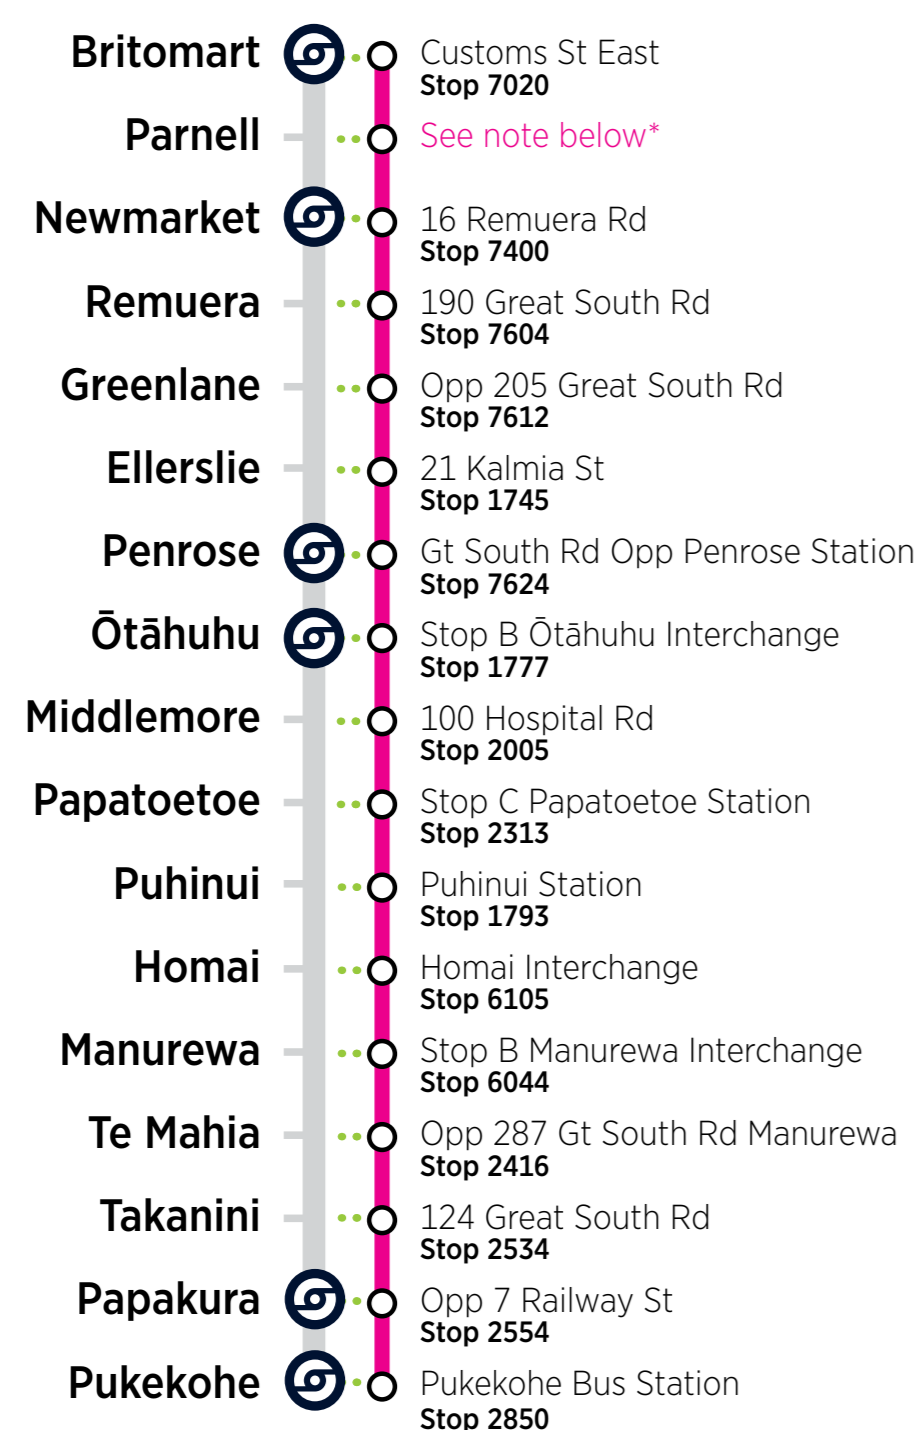 Britomart
Customs St East
Stop 7020
Parnell
See note below*
Newmarket
16 Remuera Rd
Stop 7400
Remuera
190 Great South Rd
Stop 7604
Greenlane
Opp 205 Great South Rd
Stop 7612
Ellerslie
21 Kalmia St
Stop 1745
Penrose
Gt South Rd Opp Penrose Station
Stop 7624
Ōtāhuhu
Stop B Ōtāhuhu Interchange
Stop 1777
Middlemore
100 Hospital Rd
Stop 2005
Papatoetoe
Stop C Papatoetoe Station
Stop 2313
Puhinui
Puhinui Station
Stop 1793
Homai
Homai Interchange
Stop 6105
Manurewa
Stop B Manurewa Interchange
Stop 6044
Te Mahia
Opp 287 Gt South Rd Manurewa
Stop 2416
Takanini
124 Great South Rd
Stop 2534
Papakura
Opp 7 Railway St
Stop 2554
Pukekohe
Pukekohe Bus Station
Stop 2850